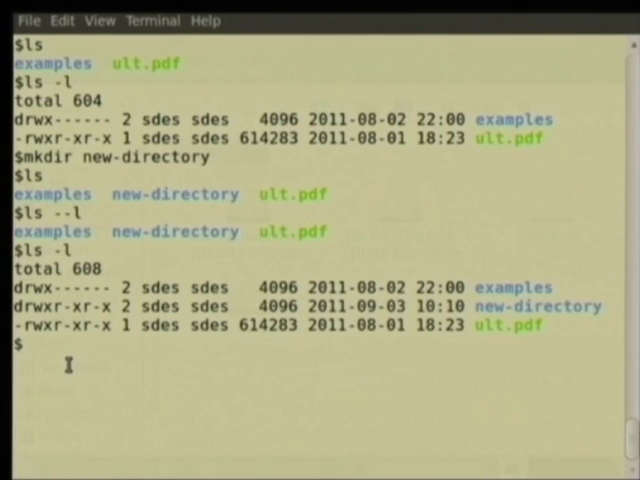 File Edit View Terminal Help
$ls
examples ult.pdf
$ls -l
total 604
drwx------ 2 sdes sdes   4096 2011-08-02 22:00 examples
-rwxr-xr-x 1 sdes sdes 614283 2011-08-01 18:23 ult.pdf
$mkdir new-directory
$ls
examples new-directory ult.pdf
$ls --l
examples new-directory ult.pdf
$ls -l
total 608
drwx------ 2 sdes sdes   4096 2011-08-02 22:00 examples
drwxr-xr-x 2 sdes sdes   4096 2011-09-03 10:10 new-directory
-rwxr-xr-x 1 sdes sdes 614283 2011-08-01 18:23 ult.pdf
$